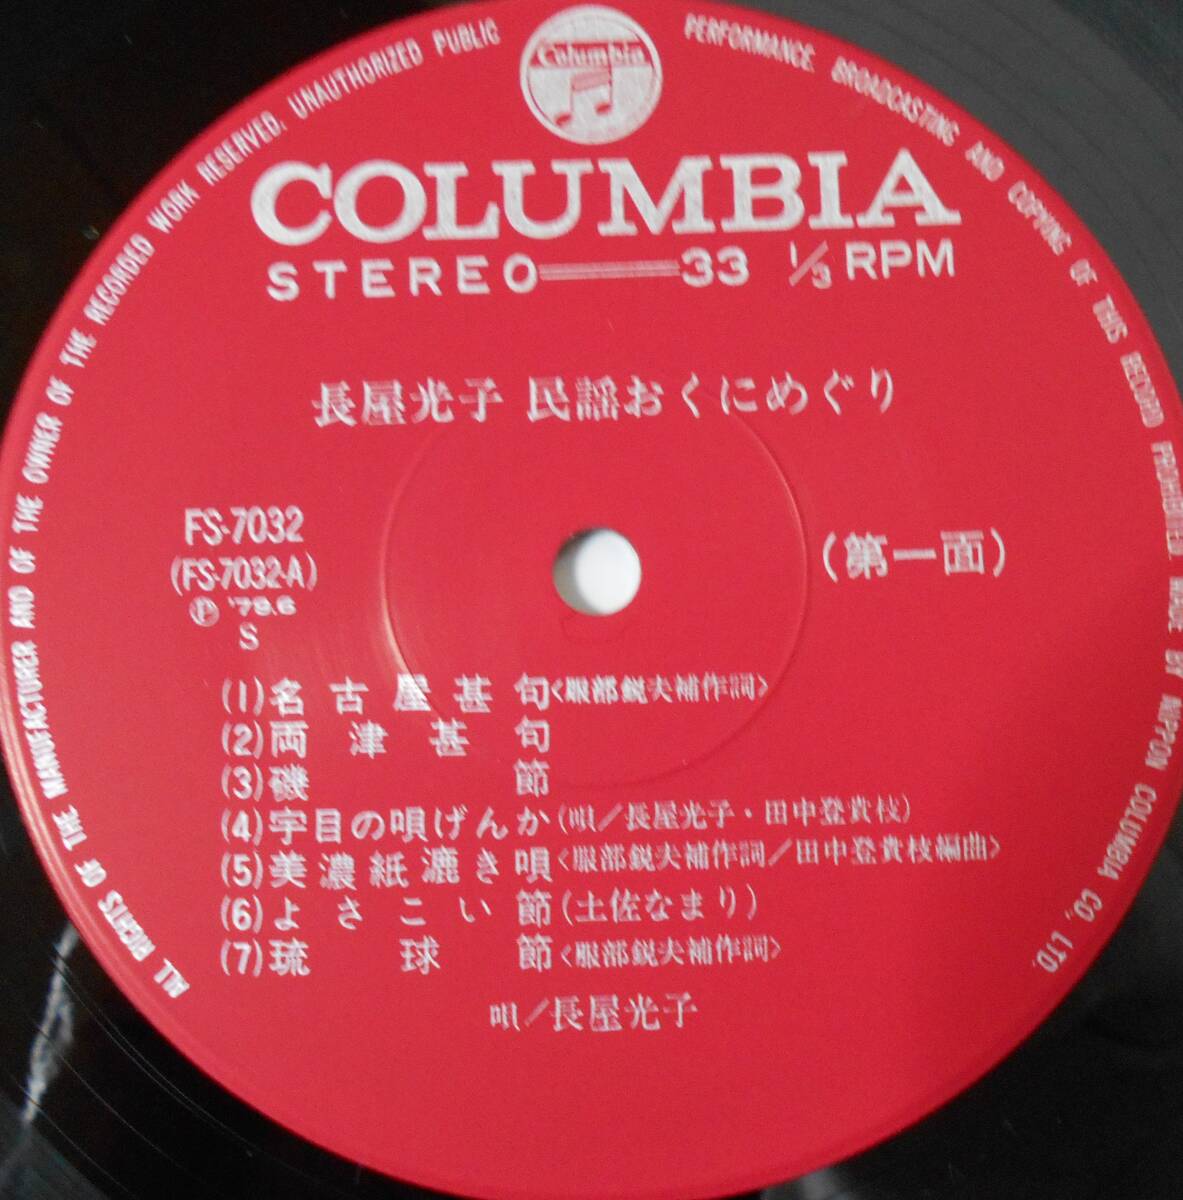 ALL RIGHTS OF THE MANUFACTURER AND OF THE OWNER OF THE RECORDED WORK RESERVED. UNAUTHORIZED PUBLIC PERFORMANCE BROADCASTING AND COPYING OF THIS RECORD PROHIBITED. MADE BY NIPPON COLUMBIA CO., LTD.
Columbia
COLUMBIA
STEREO 33 1/3 RPM
長屋光子 民謡おくにめぐり
FS-7032
(FS-7032-A)
Ⓟ '79.6
S
(第一面)
(1) 名古屋甚句<服部鋭夫補作詞>
(2) 両津甚句
(3) 磯節
(4) 宇目の唄げんか(唄/長屋光子・田中登貴枝)
(5) 美濃紙漉き唄<服部鋭夫補作詞/田中登貴枝編曲>
(6) よさこい節(土佐なまり)
(7) 琉球節<服部鋭夫補作詞>
唄/長屋光子